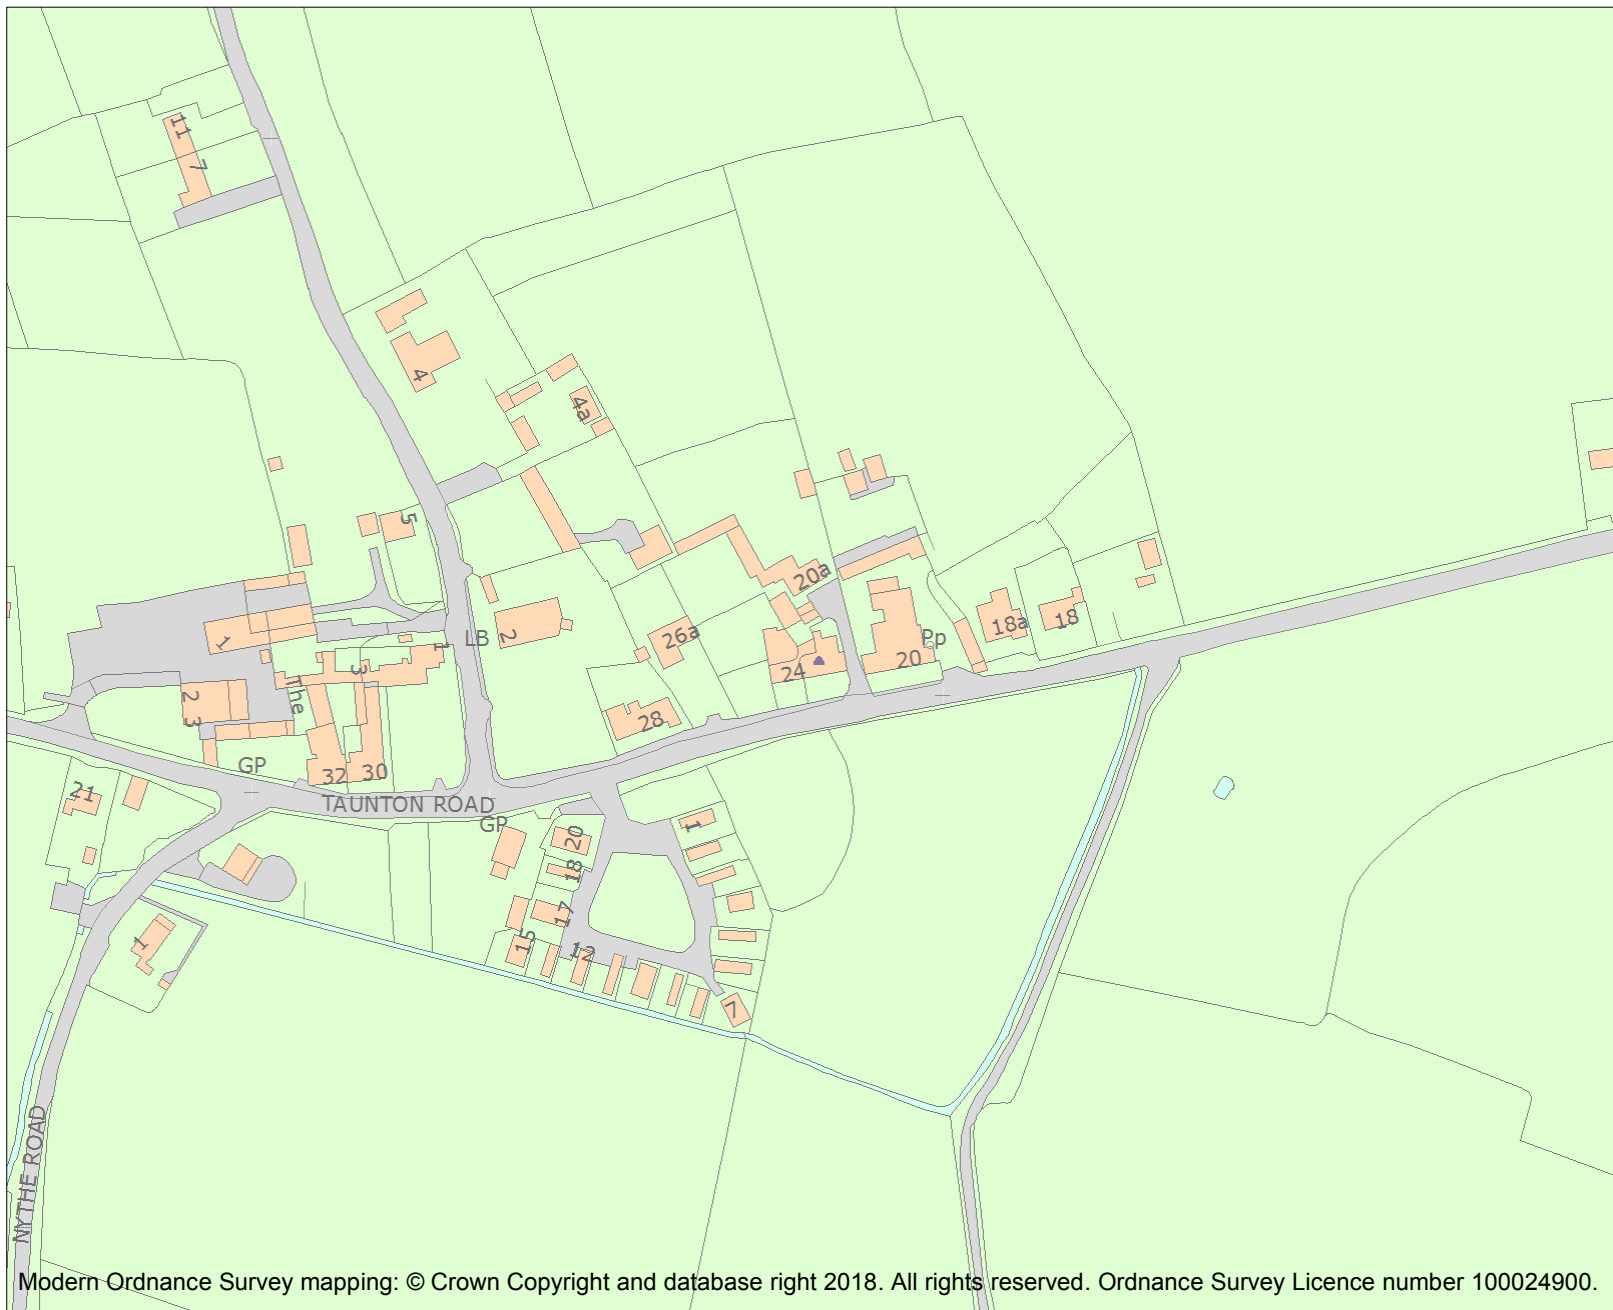 11
7
4
4a
5
20a
1
LB
2
1
26a
18a
18
Pp
20
3
24
The
2
3
28
GP
32
30
21
TAUNTON ROAD
GP
1
20
18
17
15
12
1
7
NYTHE ROAD
Modern Ordnance Survey mapping: © Crown Copyright and database right 2018. All rights reserved. Ordnance Survey Licence number 100024900.